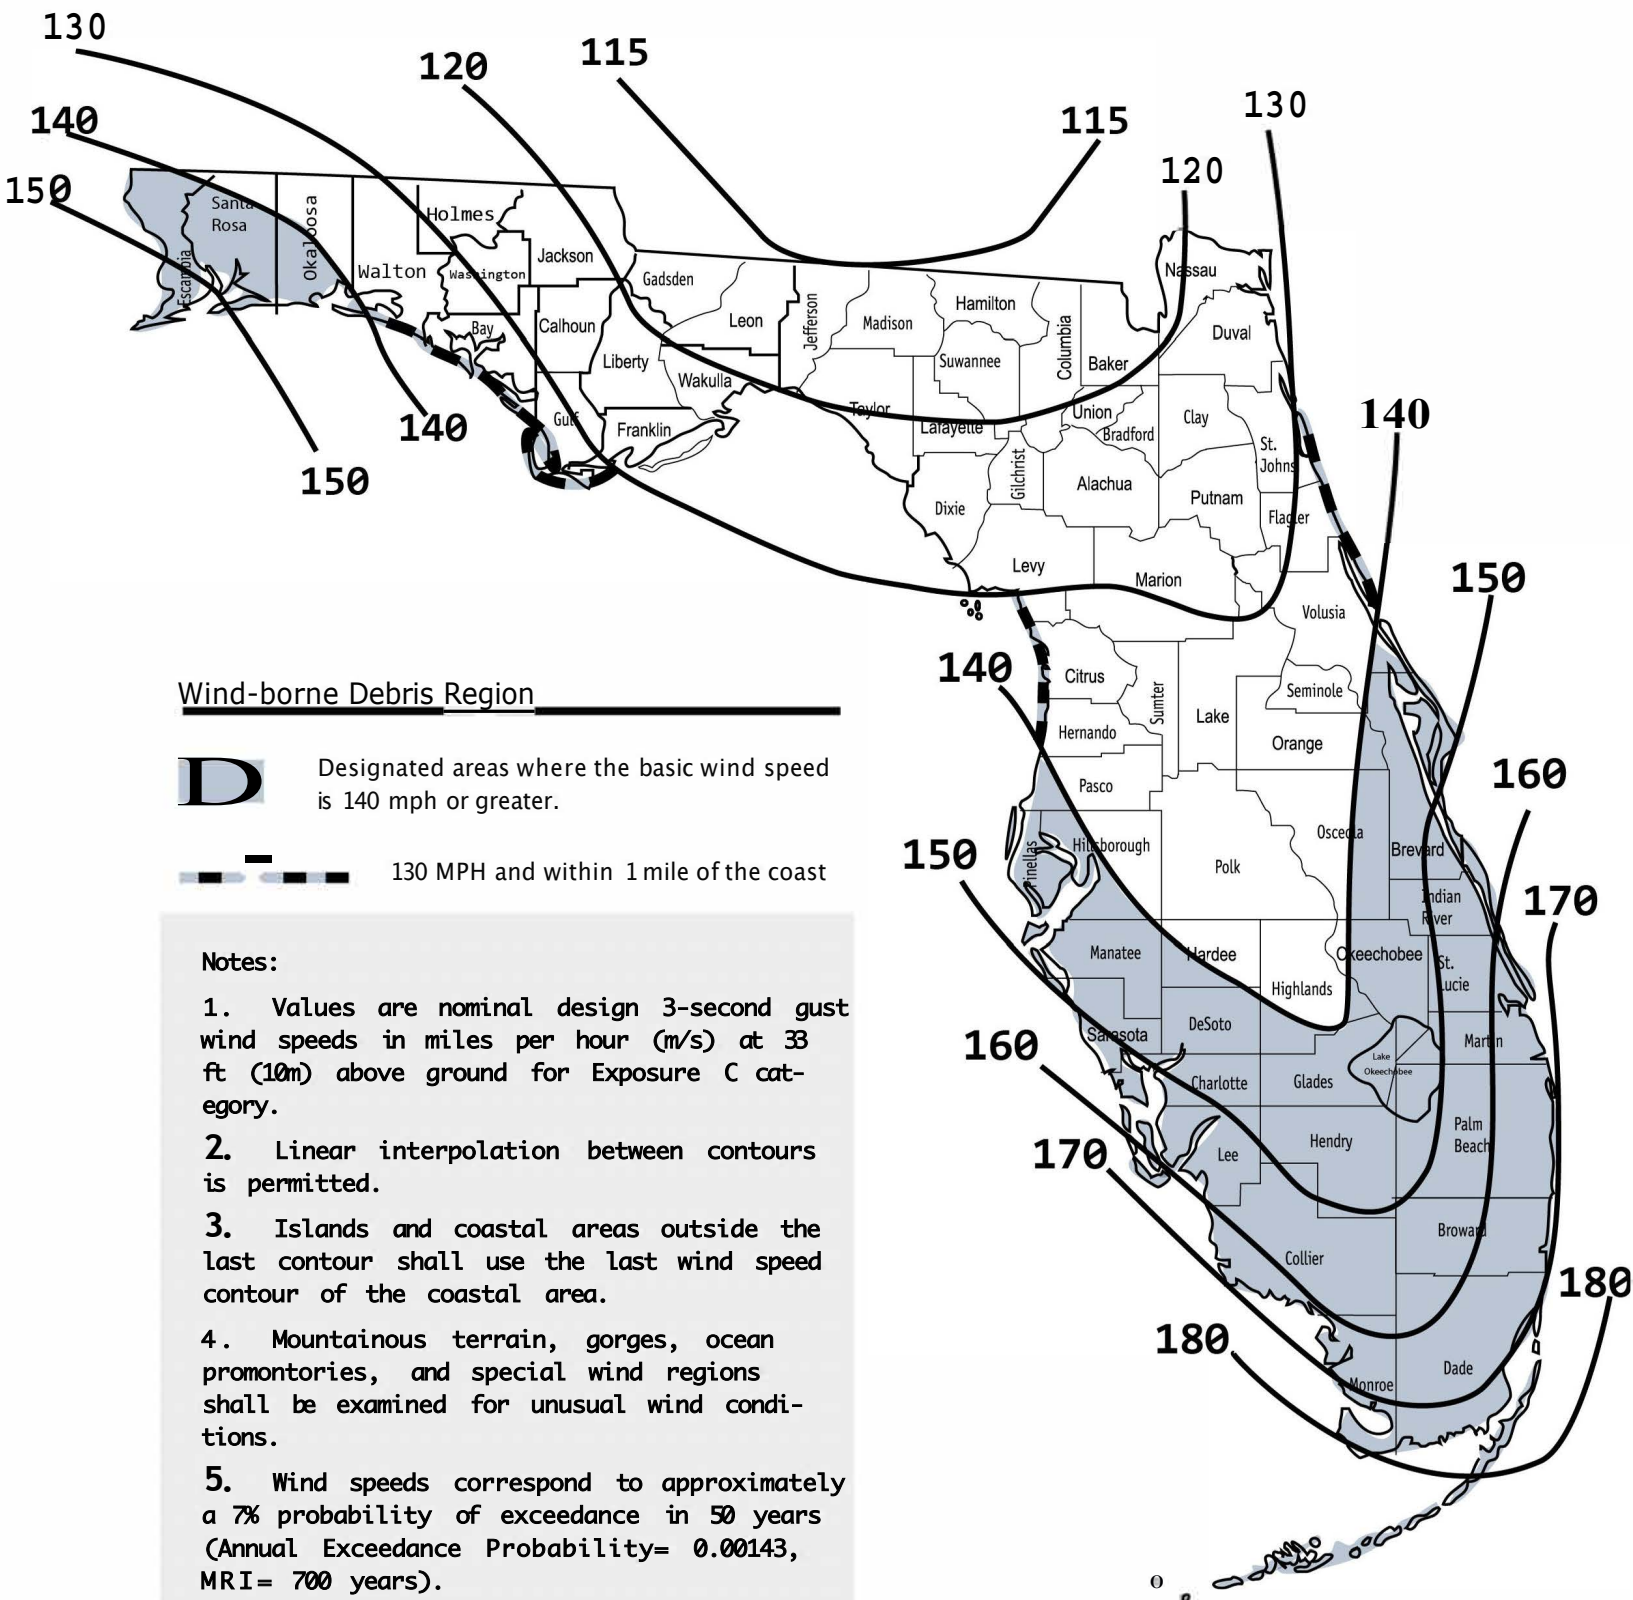 130
120
115
140
115
130
150
120
Santa
Rosa
Okaloosa
Escambia
Walton
Holmes
Washington
Jackson
Bay
Calhoun
Gulf
Liberty
Franklin
Gadsden
Leon
Wakulla
Jefferson
Madison
Taylor
Hamilton
Suwannee
Lafayette
Columbia
Baker
Nassau
Duval
Union
Bradford
Clay
St.
Johns
Gilchrist
Dixie
Alachua
Putnam
Flagler
Levy
Marion
Volusia
140
150
140
150
140
Citrus
Sumter
Lake
Seminole
Hernando
Orange
Pasco
160
150
Pinellas
Hillsborough
Polk
Osceola
Brevard
Indian
River
170
Manatee
Hardee
Highlands
Okeechobee
St.
Lucie
Sarasota
DeSoto
Martin
160
Charlotte
Glades
Lake
Okeechobee
170
Lee
Hendry
Palm
Beach
Collier
Broward
180
180
Monroe
Dade
Wind-borne Debris Region
D
Designated areas where the basic wind speed
is 140 mph or greater.
130 MPH and within 1 mile of the coast
Notes:
1. Values are nominal design 3-second gust
wind speeds in miles per hour (m/s) at 33
ft (10m) above ground for Exposure C cat-
egory.
2. Linear interpolation between contours
is permitted.
3. Islands and coastal areas outside the
last contour shall use the last wind speed
contour of the coastal area.
4. Mountainous terrain, gorges, ocean
promontories, and special wind regions
shall be examined for unusual wind condi-
tions.
5. Wind speeds correspond to approximately
a 7% probability of exceedance in 50 years
(Annual Exceedance Probability= 0.00143,
MRI= 700 years).